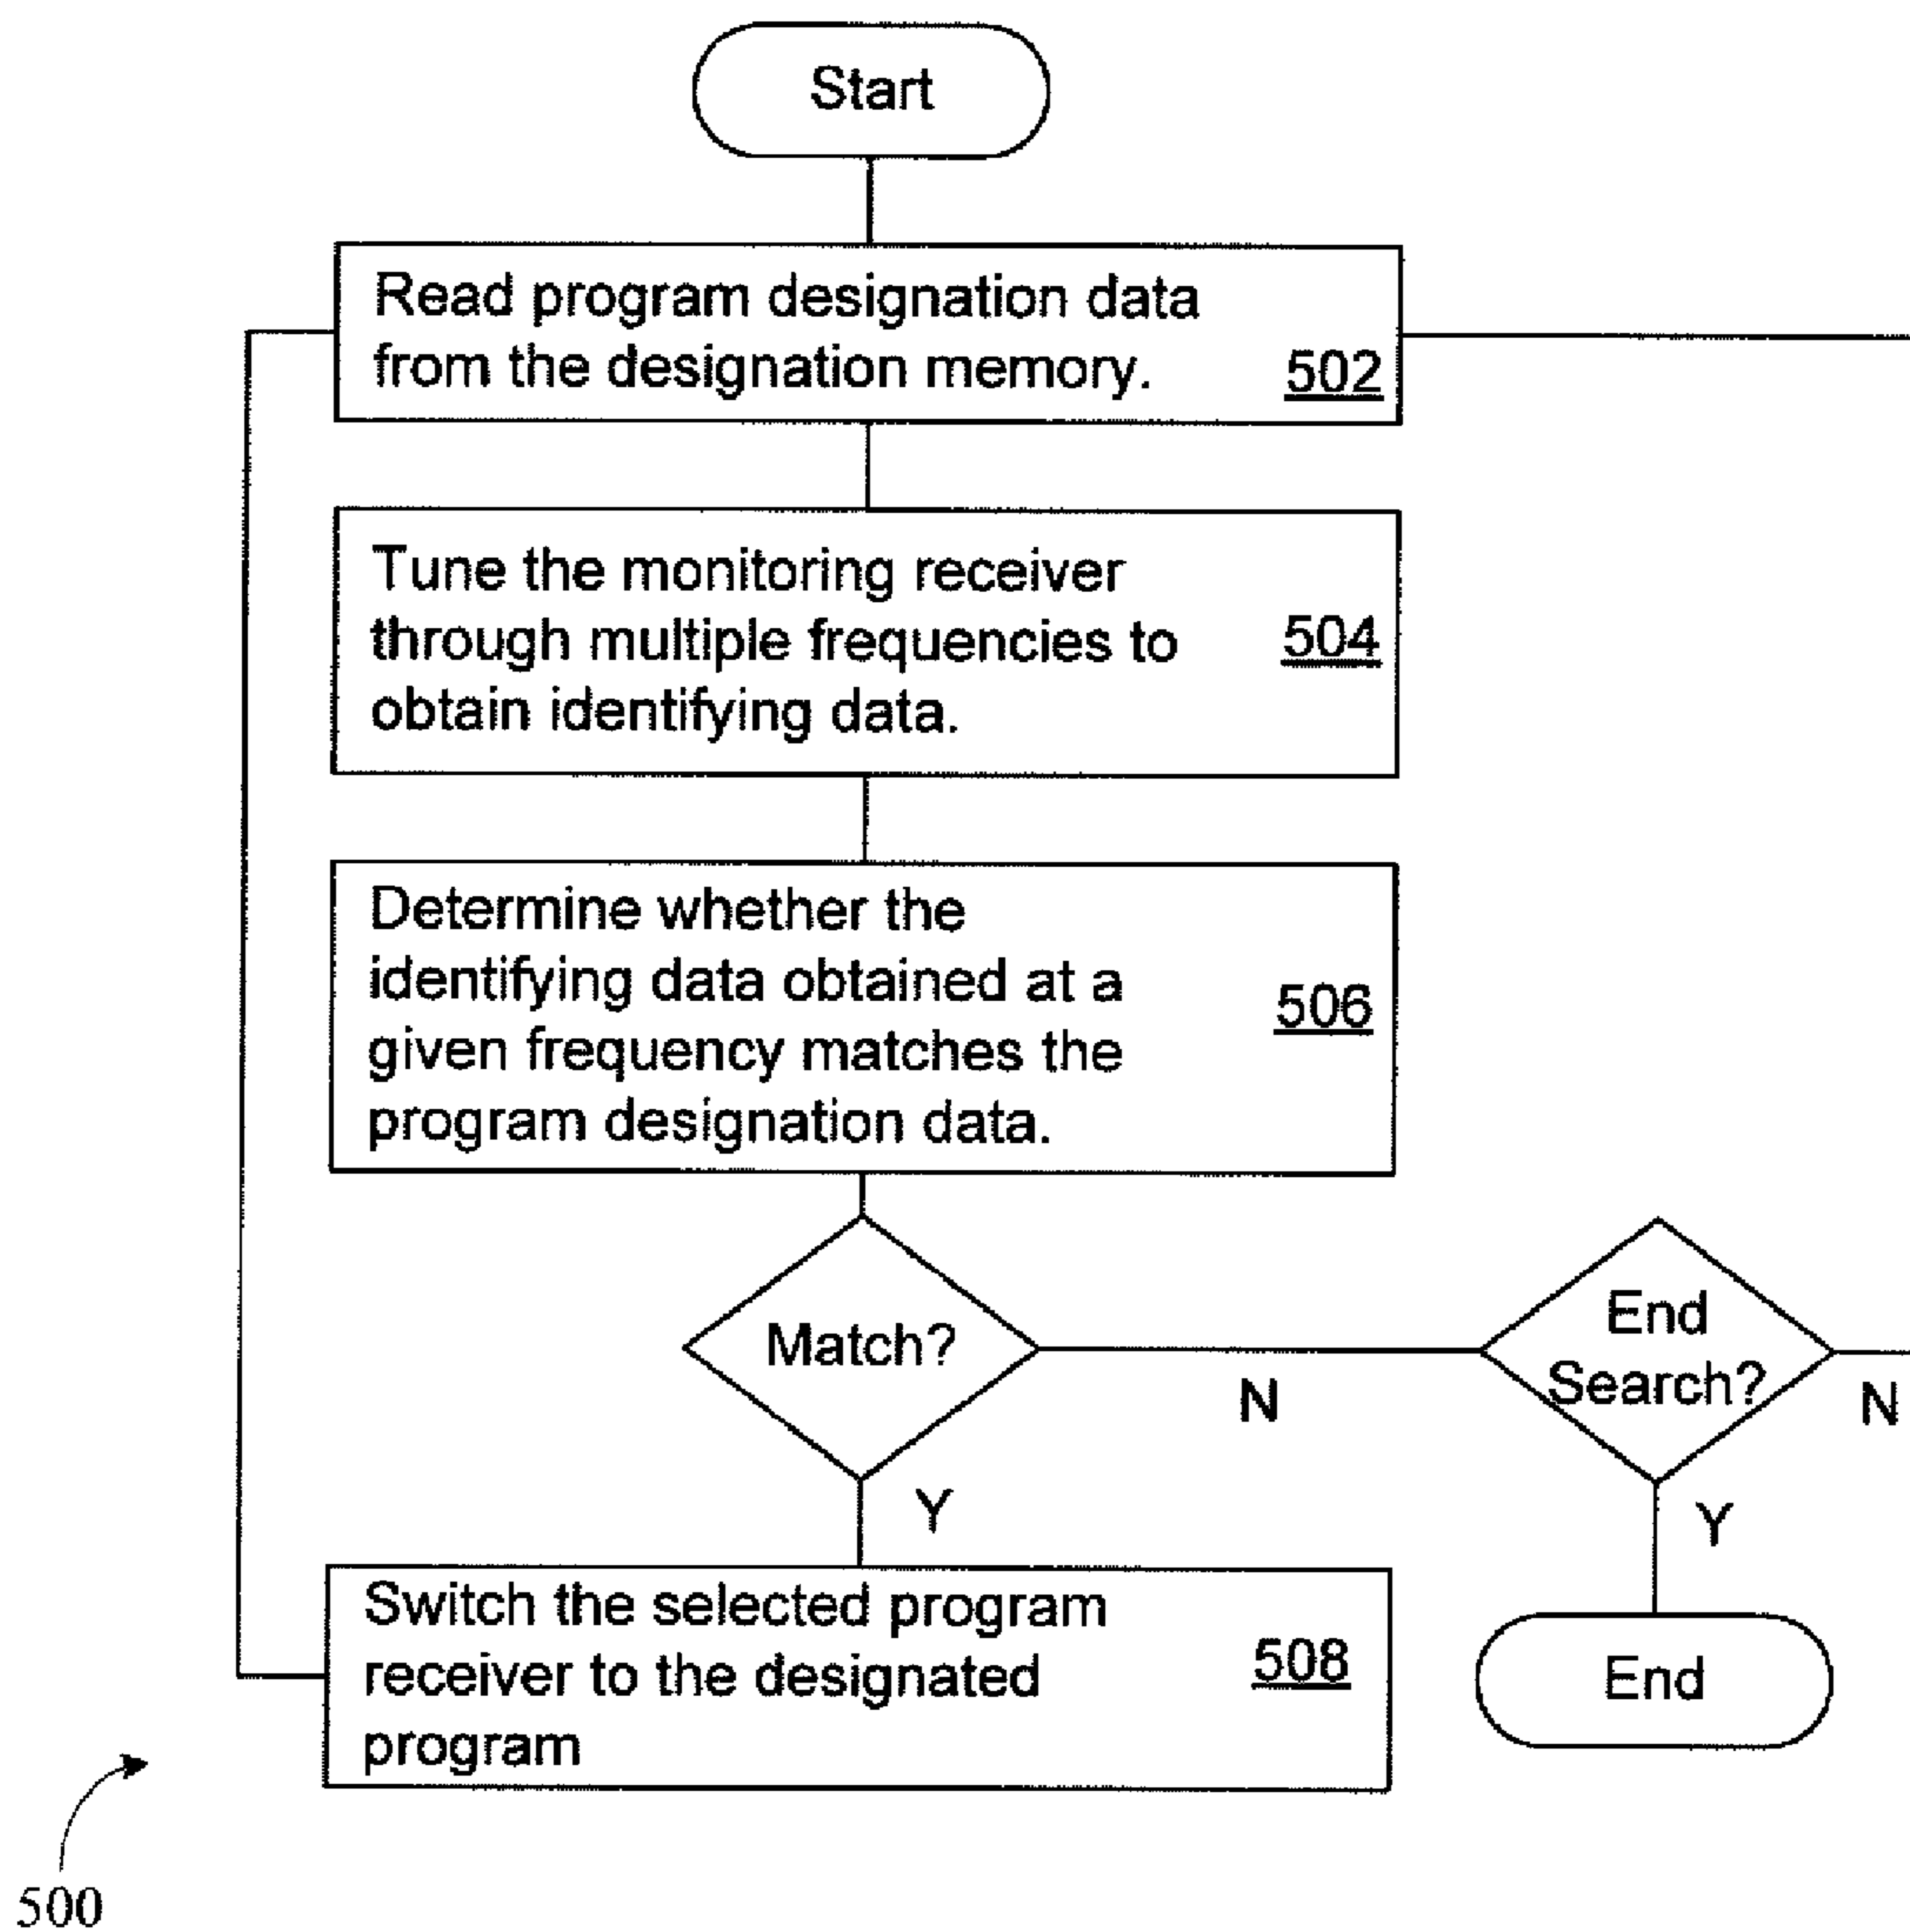 Start
Read program designation data
from the designation memory.
502
Tune the monitoring receiver
through multiple frequencies to
obtain identifying data.
504
Determine whether the
identifying data obtained at a
given frequency matches the
program designation data.
506
Match?
N
End
Search?
N
Y
Y
Switch the selected program
receiver to the designated
program
508
End
500